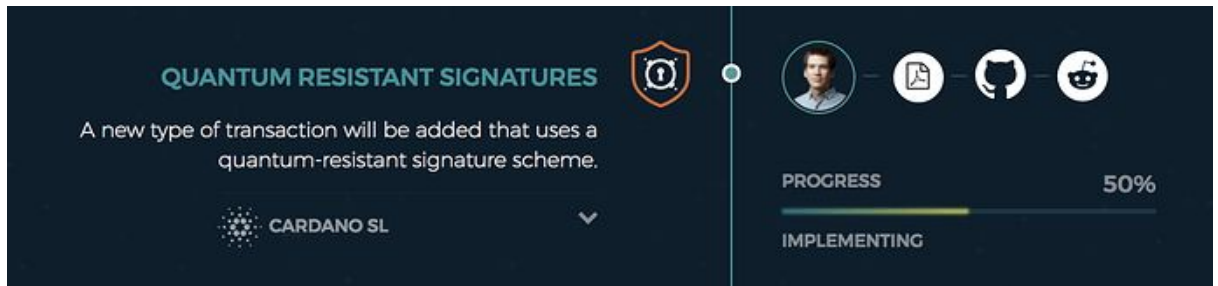 QUANTUM RESISTANT SIGNATURES
A new type of transaction will be added that uses a
quantum-resistant signature scheme.
CARDANO SL
PROGRESS 50%
IMPLEMENTING